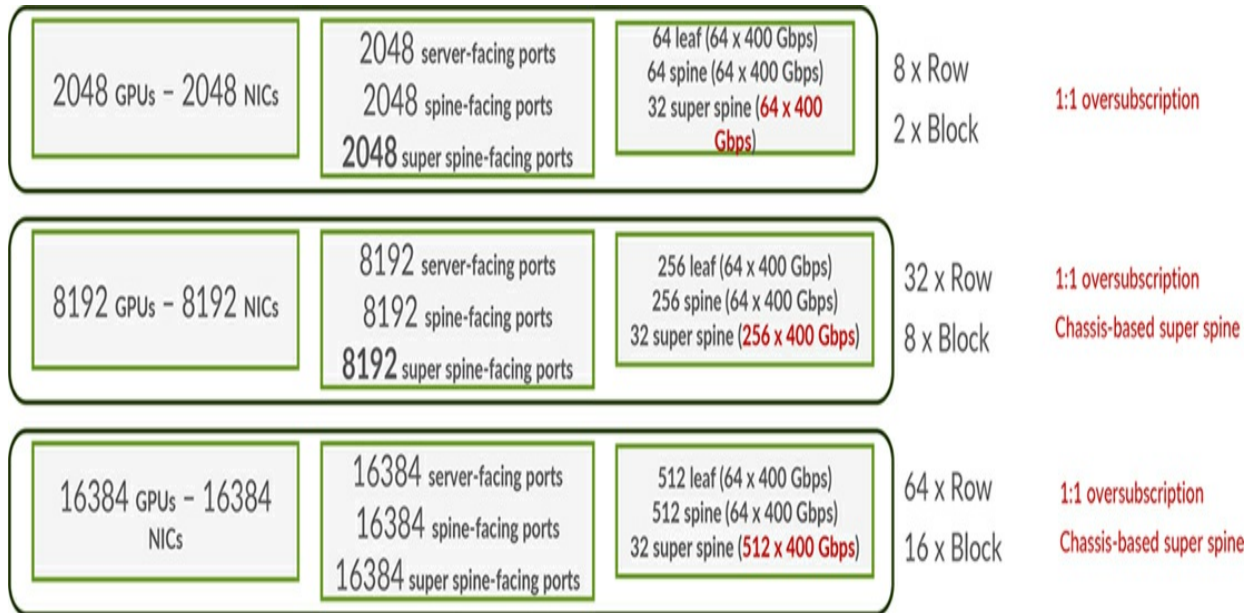 2048 GPUs – 2048 NICs
2048 server-facing ports
2048 spine-facing ports
2048 super spine-facing ports
64 leaf (64 x 400 Gbps)
64 spine (64 x 400 Gbps)
32 super spine (64 x 400
Gbps)
8 x Row
2 x Block
1:1 oversubscription
8192 GPUs – 8192 NICs
8192 server-facing ports
8192 spine-facing ports
8192 super spine-facing ports
256 leaf (64 x 400 Gbps)
256 spine (64 x 400 Gbps)
32 super spine (256 x 400 Gbps)
32 x Row
8 x Block
1:1 oversubscription
Chassis-based super spine
16384 GPUs – 16384
NICs
16384 server-facing ports
16384 spine-facing ports
16384 super spine-facing ports
512 leaf (64 x 400 Gbps)
512 spine (64 x 400 Gbps)
32 super spine (512 x 400 Gbps)
64 x Row
16 x Block
1:1 oversubscription
Chassis-based super spine